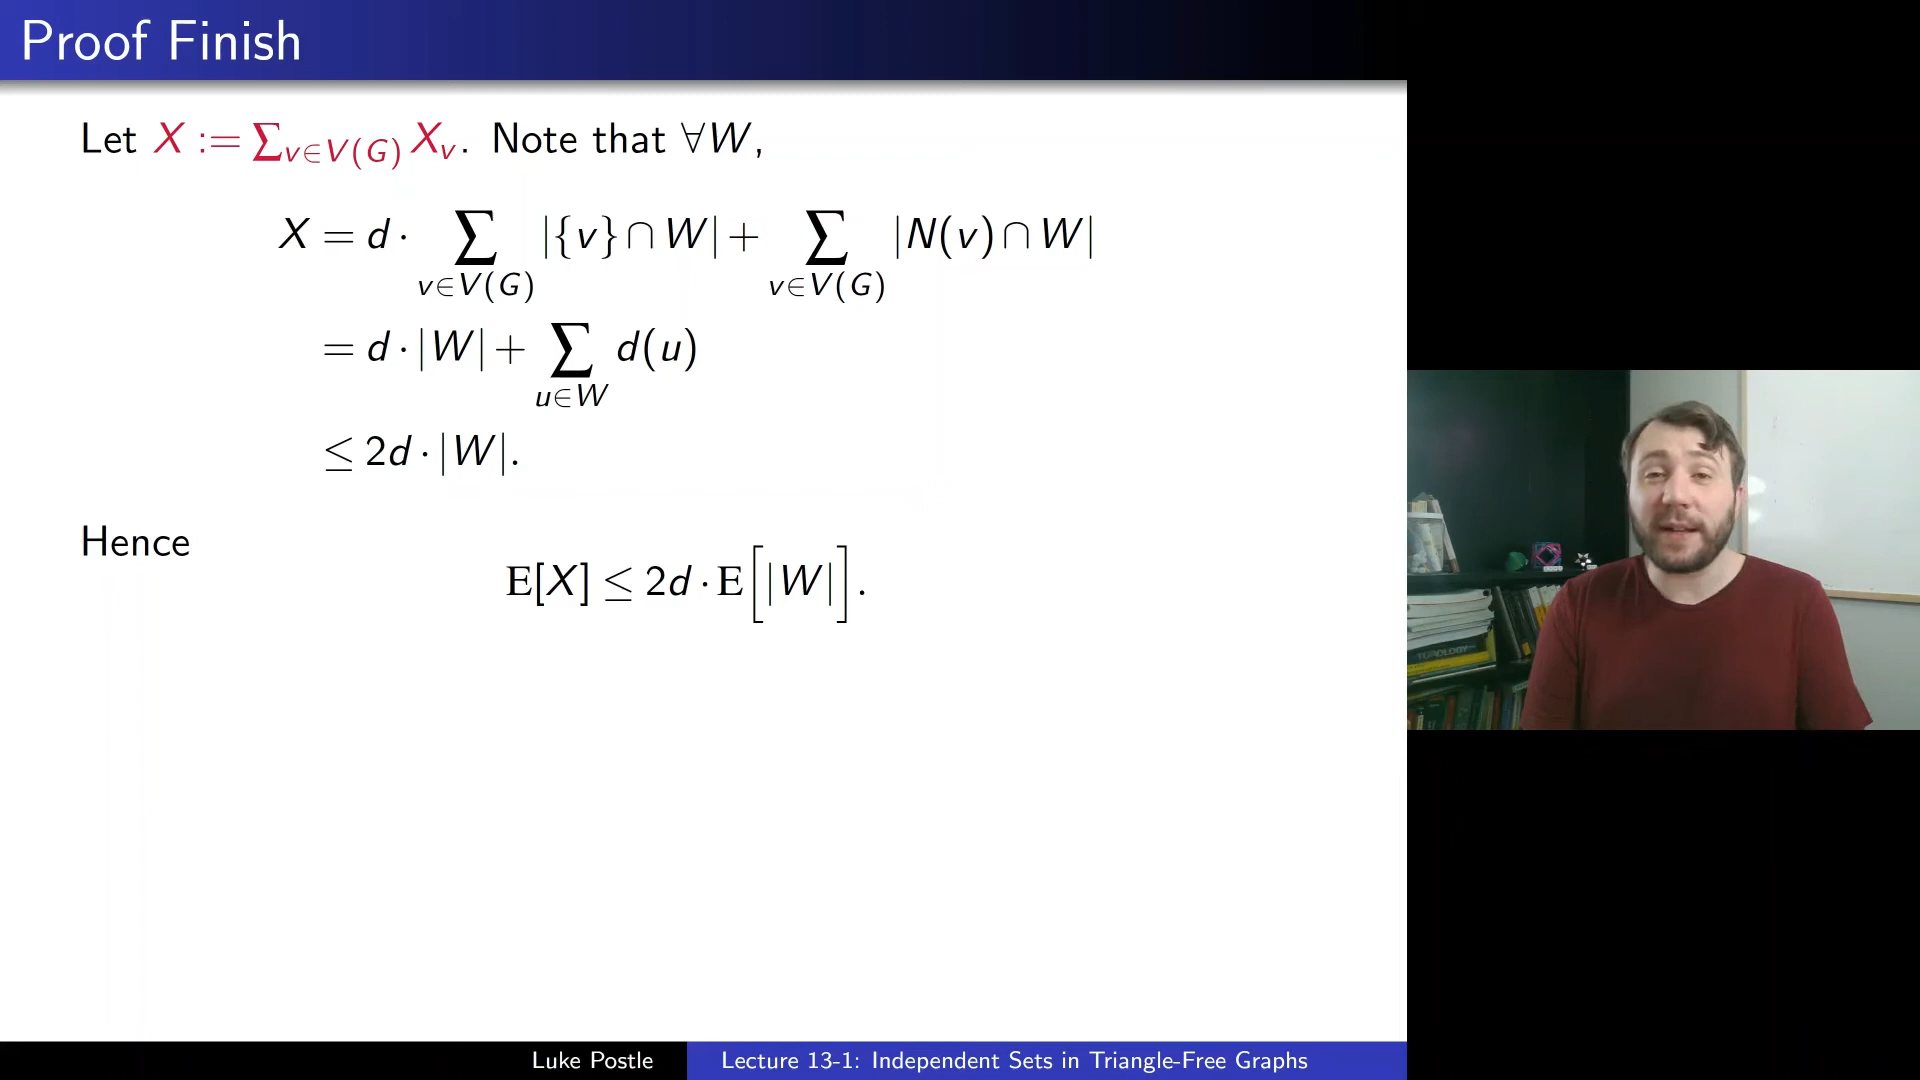 Proof Finish
Let X := ∑_{v∈V(G)} X_v. Note that ∀W,
X = d · ∑_{v∈V(G)} |{v} ∩ W| + ∑_{v∈V(G)} |N(v) ∩ W|
= d · |W| + ∑_{u∈W} d(u)
≤ 2d · |W|.
Hence
E[X] ≤ 2d · E[|W|].
TOPOLOGY
Luke Postle
Lecture 13-1: Independent Sets in Triangle-Free Graphs